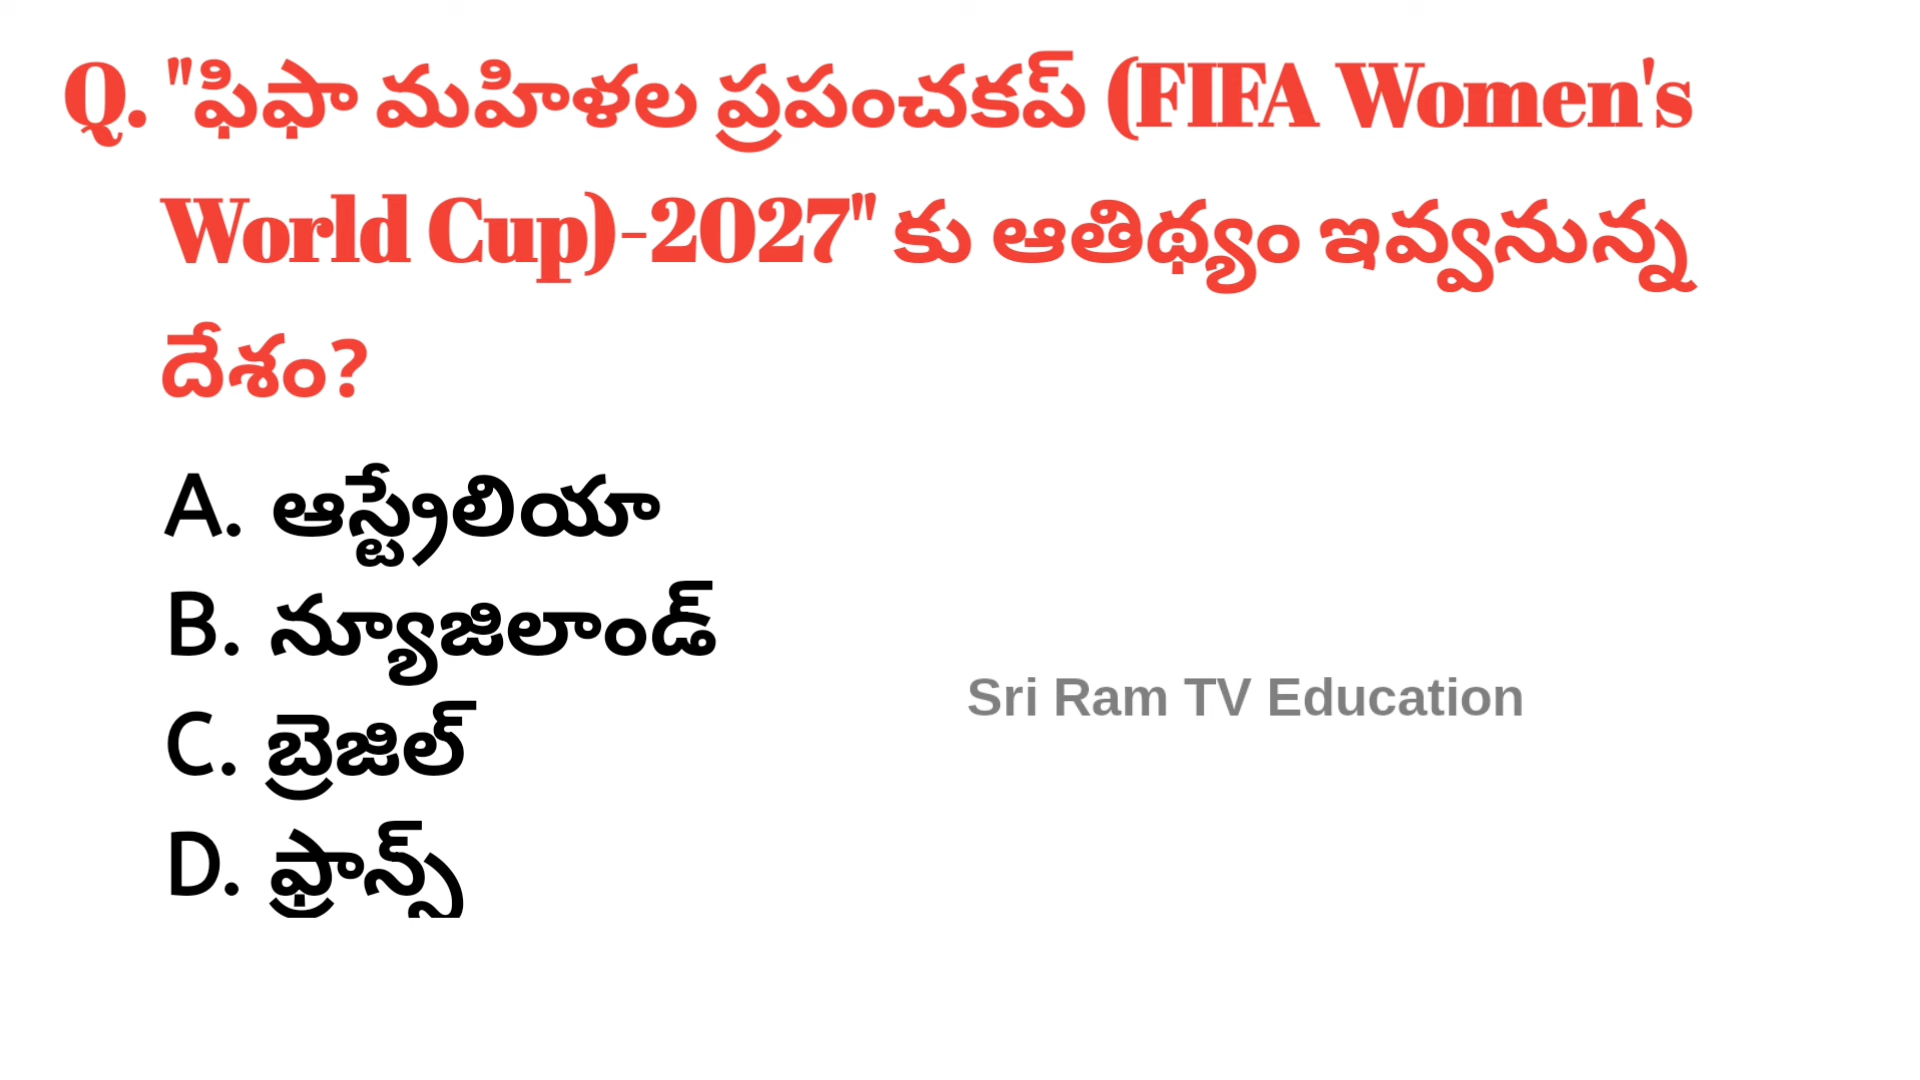 Q. "ఫిఫా మహిళల ప్రపంచకప్ (FIFA Women's
World Cup)-2027" కు ఆతిథ్యం ఇవ్వనున్న
దేశం?
A. ఆస్ట్రేలియా
B. న్యూజిలాండ్
Sri Ram TV Education
C. బ్రెజిల్
D. ఫ్రాన్స్